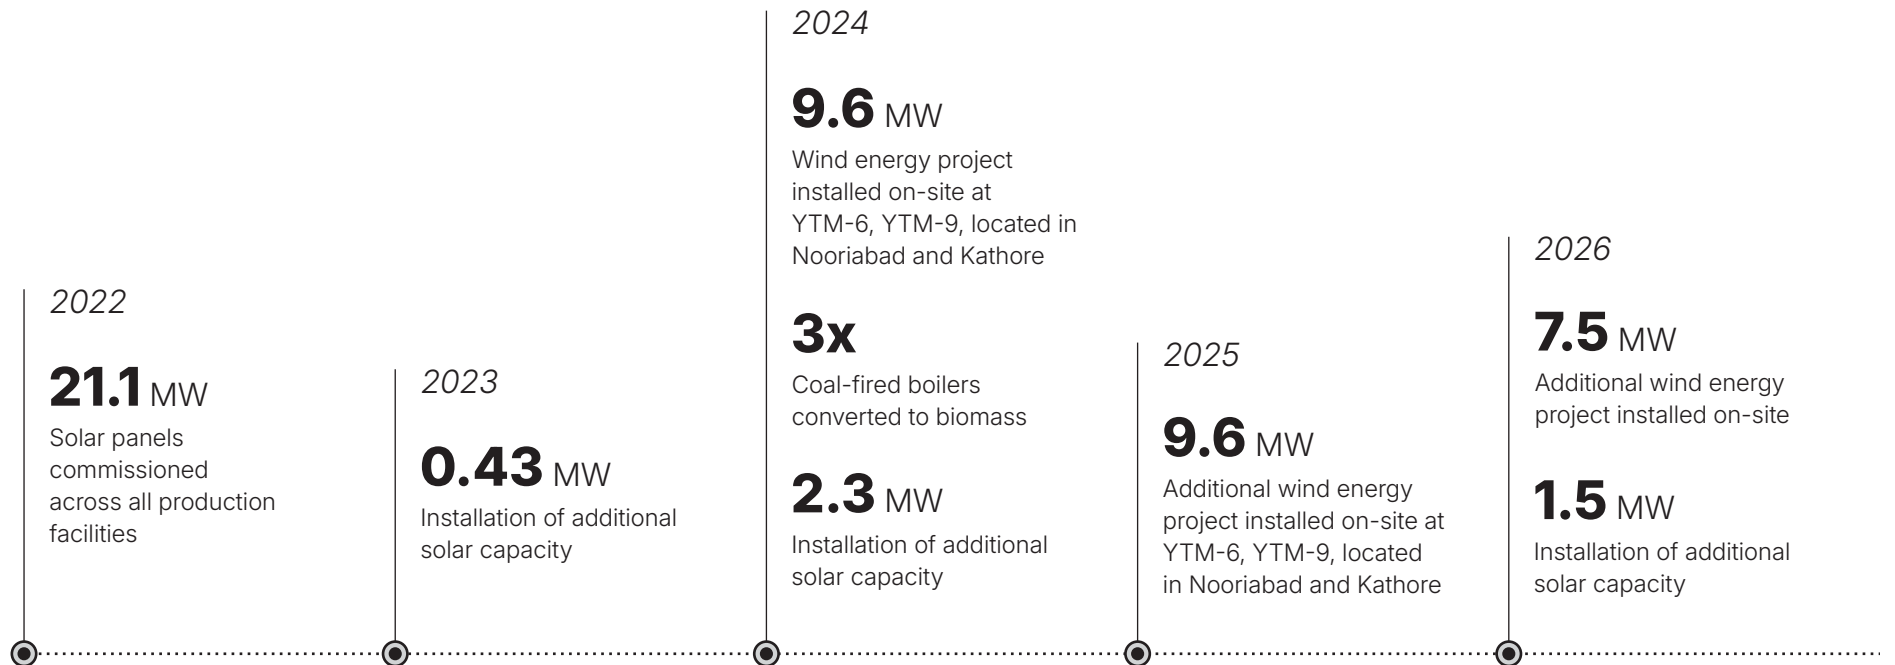 2022
21.1 MW
Solar panels
commissioned
across all production
facilities
2023
0.43 MW
Installation of additional
solar capacity
2024
9.6 MW
Wind energy project
installed on-site at
YTM-6, YTM-9, located in
Nooriabad and Kathore
3x
Coal-fired boilers
converted to biomass
2.3 MW
Installation of additional
solar capacity
2025
9.6 MW
Additional wind energy
project installed on-site at
YTM-6, YTM-9, located
in Nooriabad and Kathore
2026
7.5 MW
Additional wind energy
project installed on-site
1.5 MW
Installation of additional
solar capacity